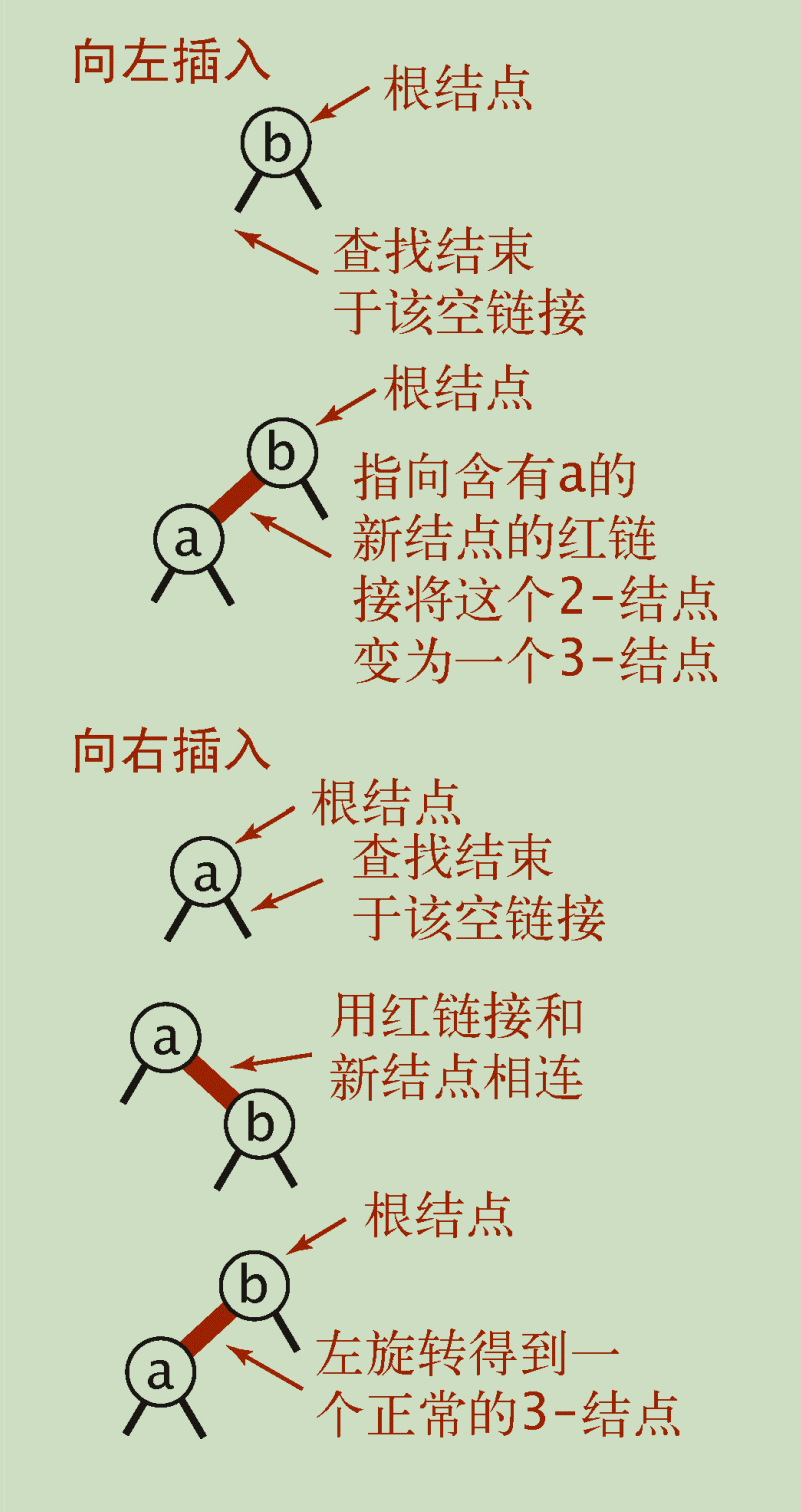 向左插入
根结点
b
查找结束
于该空链接
根结点
b
指向含有a的
a
新结点的红链
接将这个2-结点
变为一个3-结点
向右插入
根结点
a
查找结束
于该空链接
a
用红链接和
新结点相连
b
根结点
b
a
左旋转得到一
个正常的3-结点